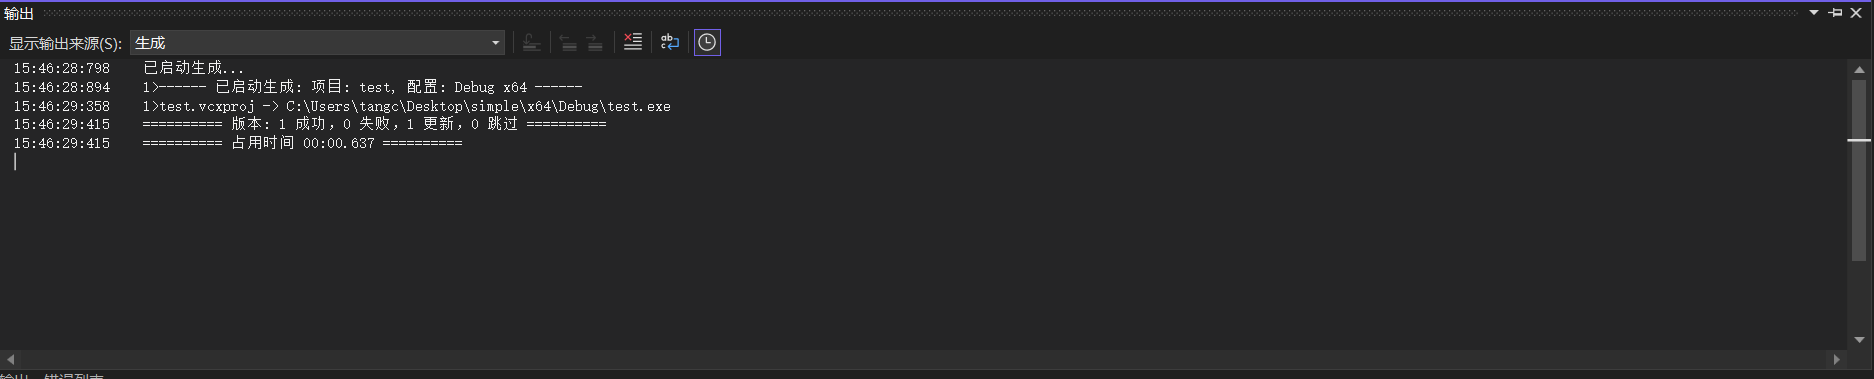 输出
显示输出来源(S): 生成
15:46:28:798 已启动生成...
15:46:28:894 1>------ 已启动生成: 项目: test, 配置: Debug x64 ------
15:46:29:358 1>test.vcxproj -> C:\Users\tangc\Desktop\simple\x64\Debug\test.exe
15:46:29:415 ========== 版本: 1 成功，0 失败，1 更新，0 跳过 ==========
15:46:29:415 ========== 占用时间 00:00.637 ==========
输出 错误列表